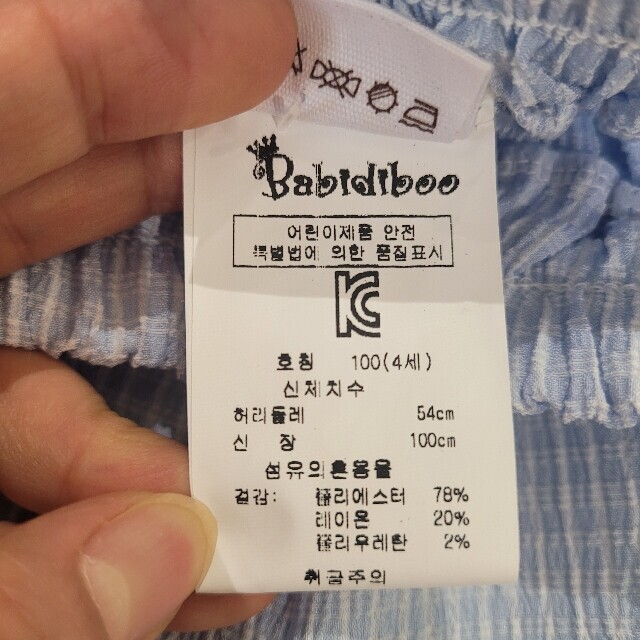 Babidiboo
어린이제품 안전
특별법에 의한 품질표시
KC
호칭 100(4세)
신체치수
허리둘레 54cm
신 장 100cm
섬유의혼용율
겉감: 폴리에스터 78%
레이온 20%
폴리우레탄 2%
취급주의